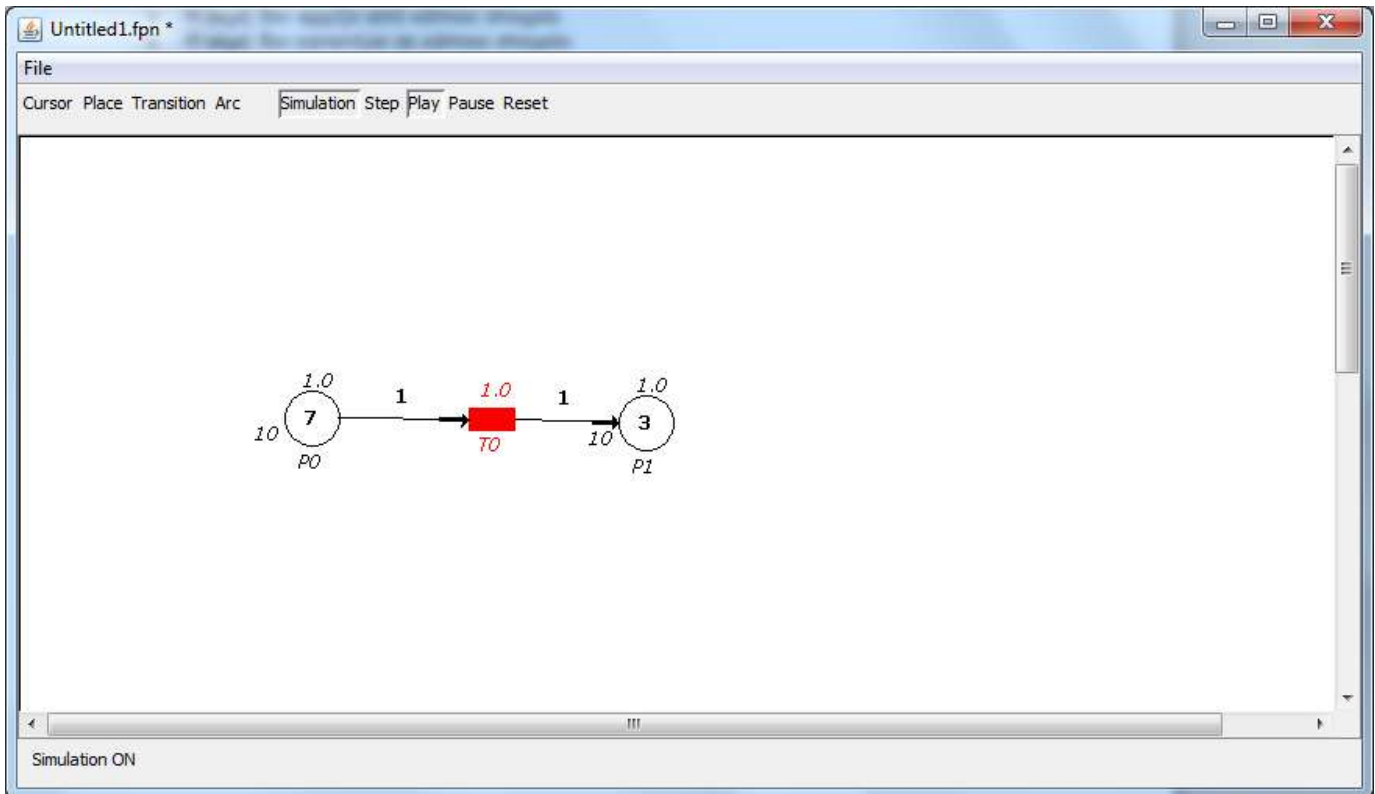 Untitled1.fpn *
File
Cursor Place Transition Arc Simulation Step Play Pause Reset
1.0 1 1.0 1 1.0
10 7 10 3
P0 T0 P1
Simulation ON